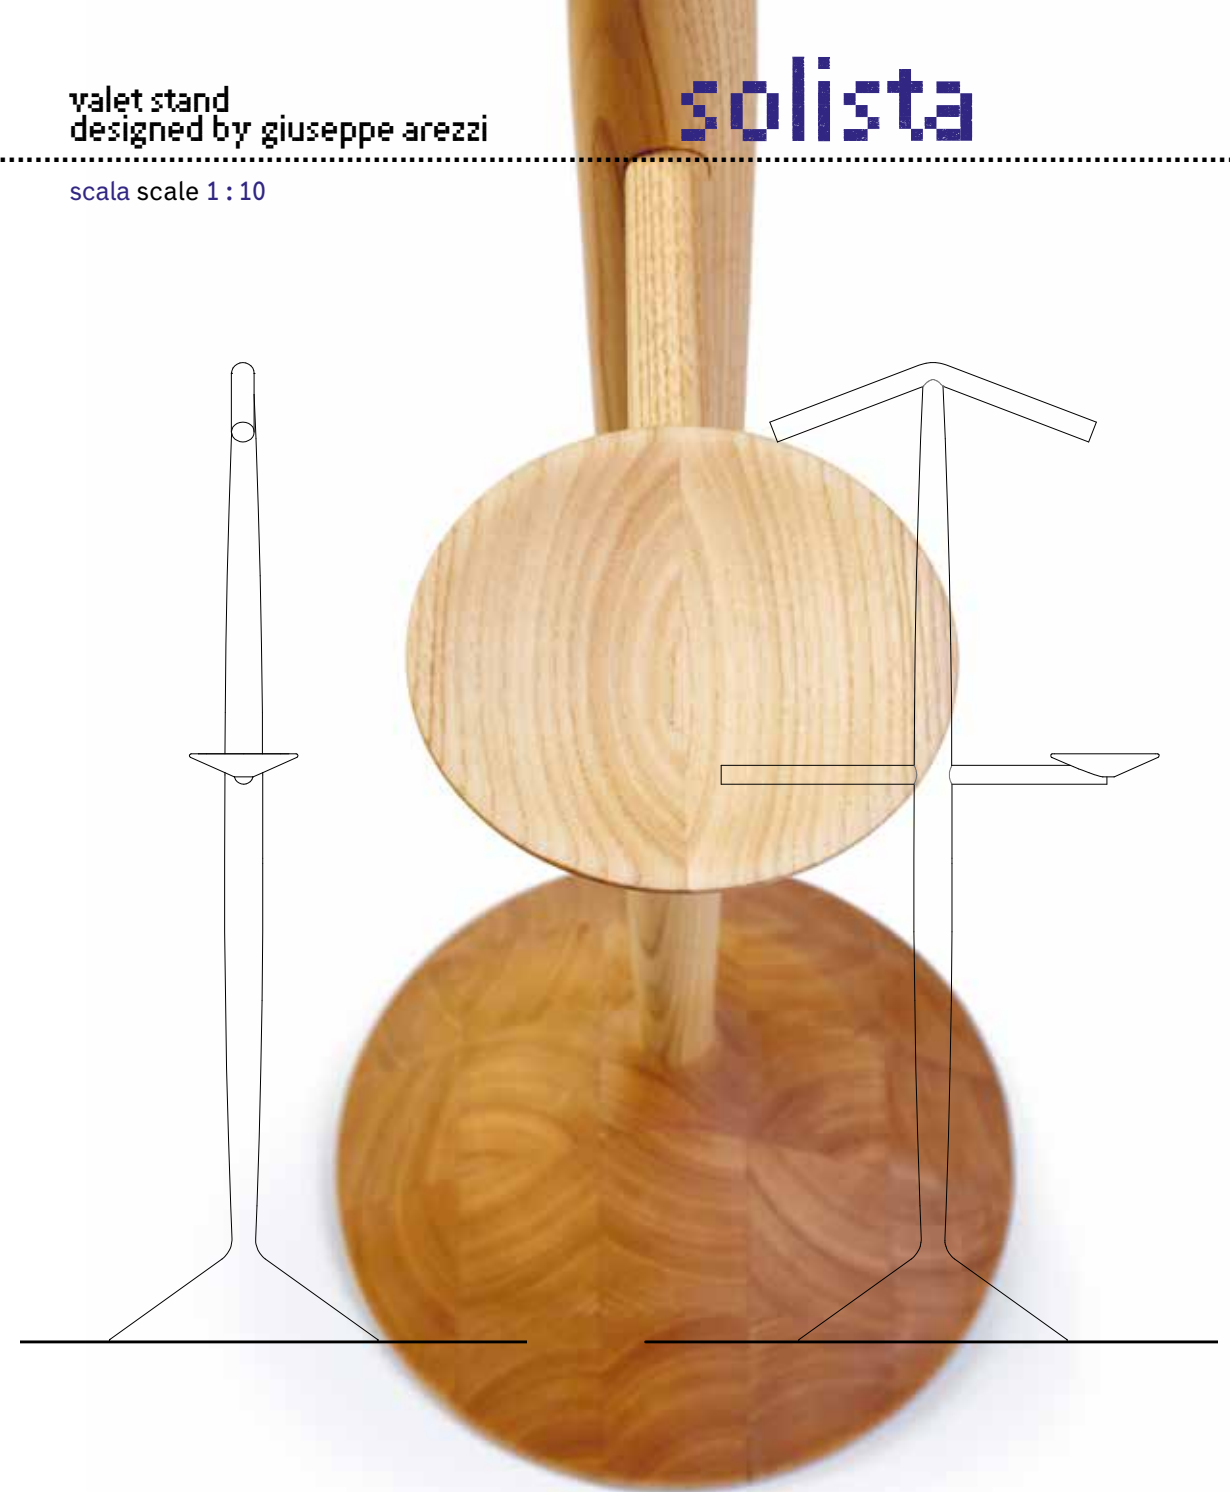 valet stand
designed by giuseppe arezzi
solista
scala scale 1 : 10